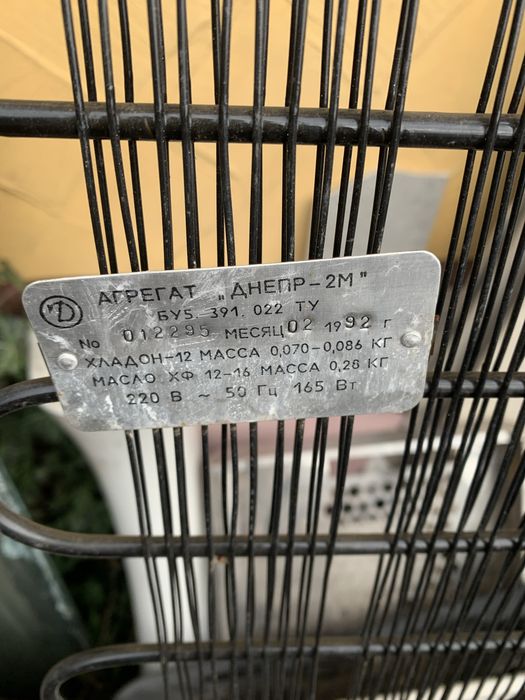 АГРЕГАТ „ДНЕПР-2М"
БУ5. 391. 022 ТУ
No 012295 МЕСЯЦ 02 1992 г
ХЛАДОН-12 МАССА 0,070-0,086 КГ
МАСЛО ХФ 12-16 МАССА 0,28 КГ
220 В ~ 50 Гц 165 Вт